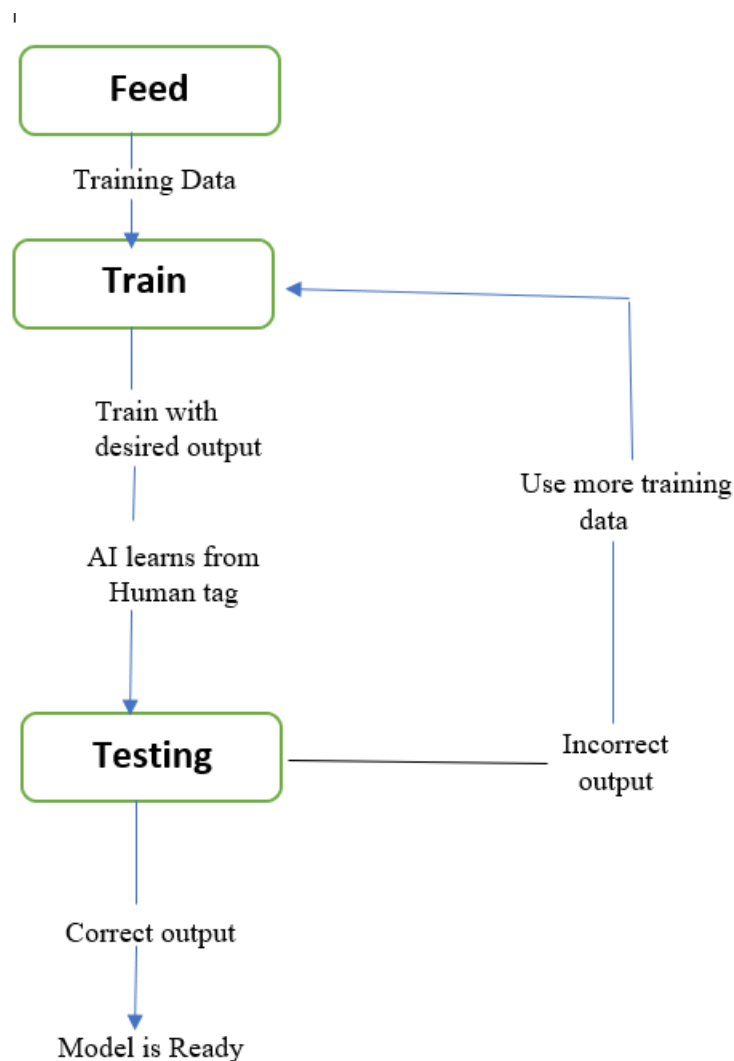 Feed
Training Data
Train
Train with
desired output
AI learns from
Human tag
Use more training
data
Testing
Incorrect
output
Correct output
Model is Ready